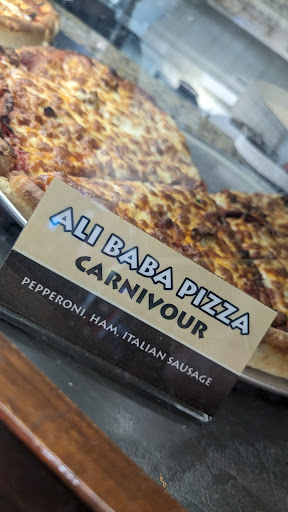 ALI BABA PIZZA
CARNIVOUR
PEPPERONI, HAM, ITALIAN SAUSAGE